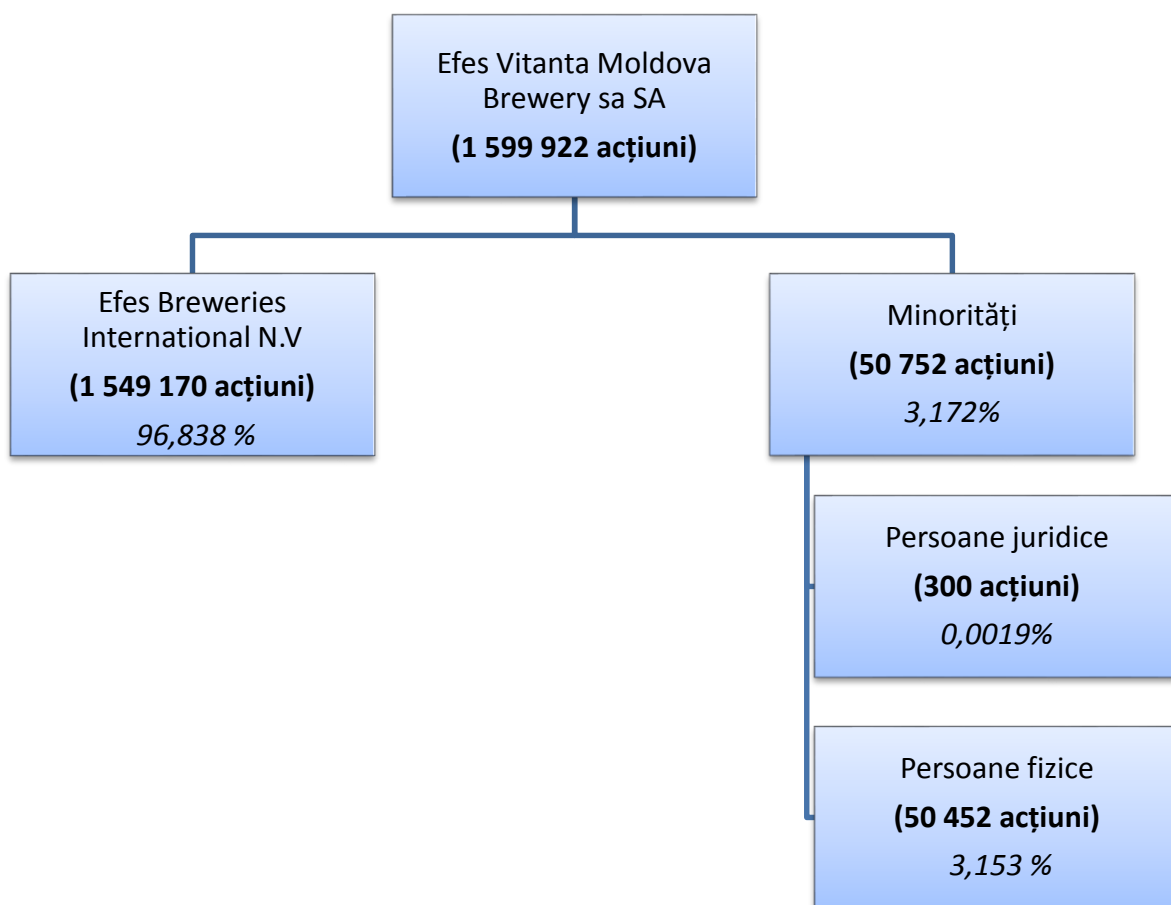 Efes Vitanta Moldova
Brewery sa SA
(1 599 922 acțiuni)
Efes Breweries
International N.V
(1 549 170 acțiuni)
96,838 %
Minorități
(50 752 acțiuni)
3,172%
Persoane juridice
(300 acțiuni)
0,0019%
Persoane fizice
(50 452 acțiuni)
3,153 %